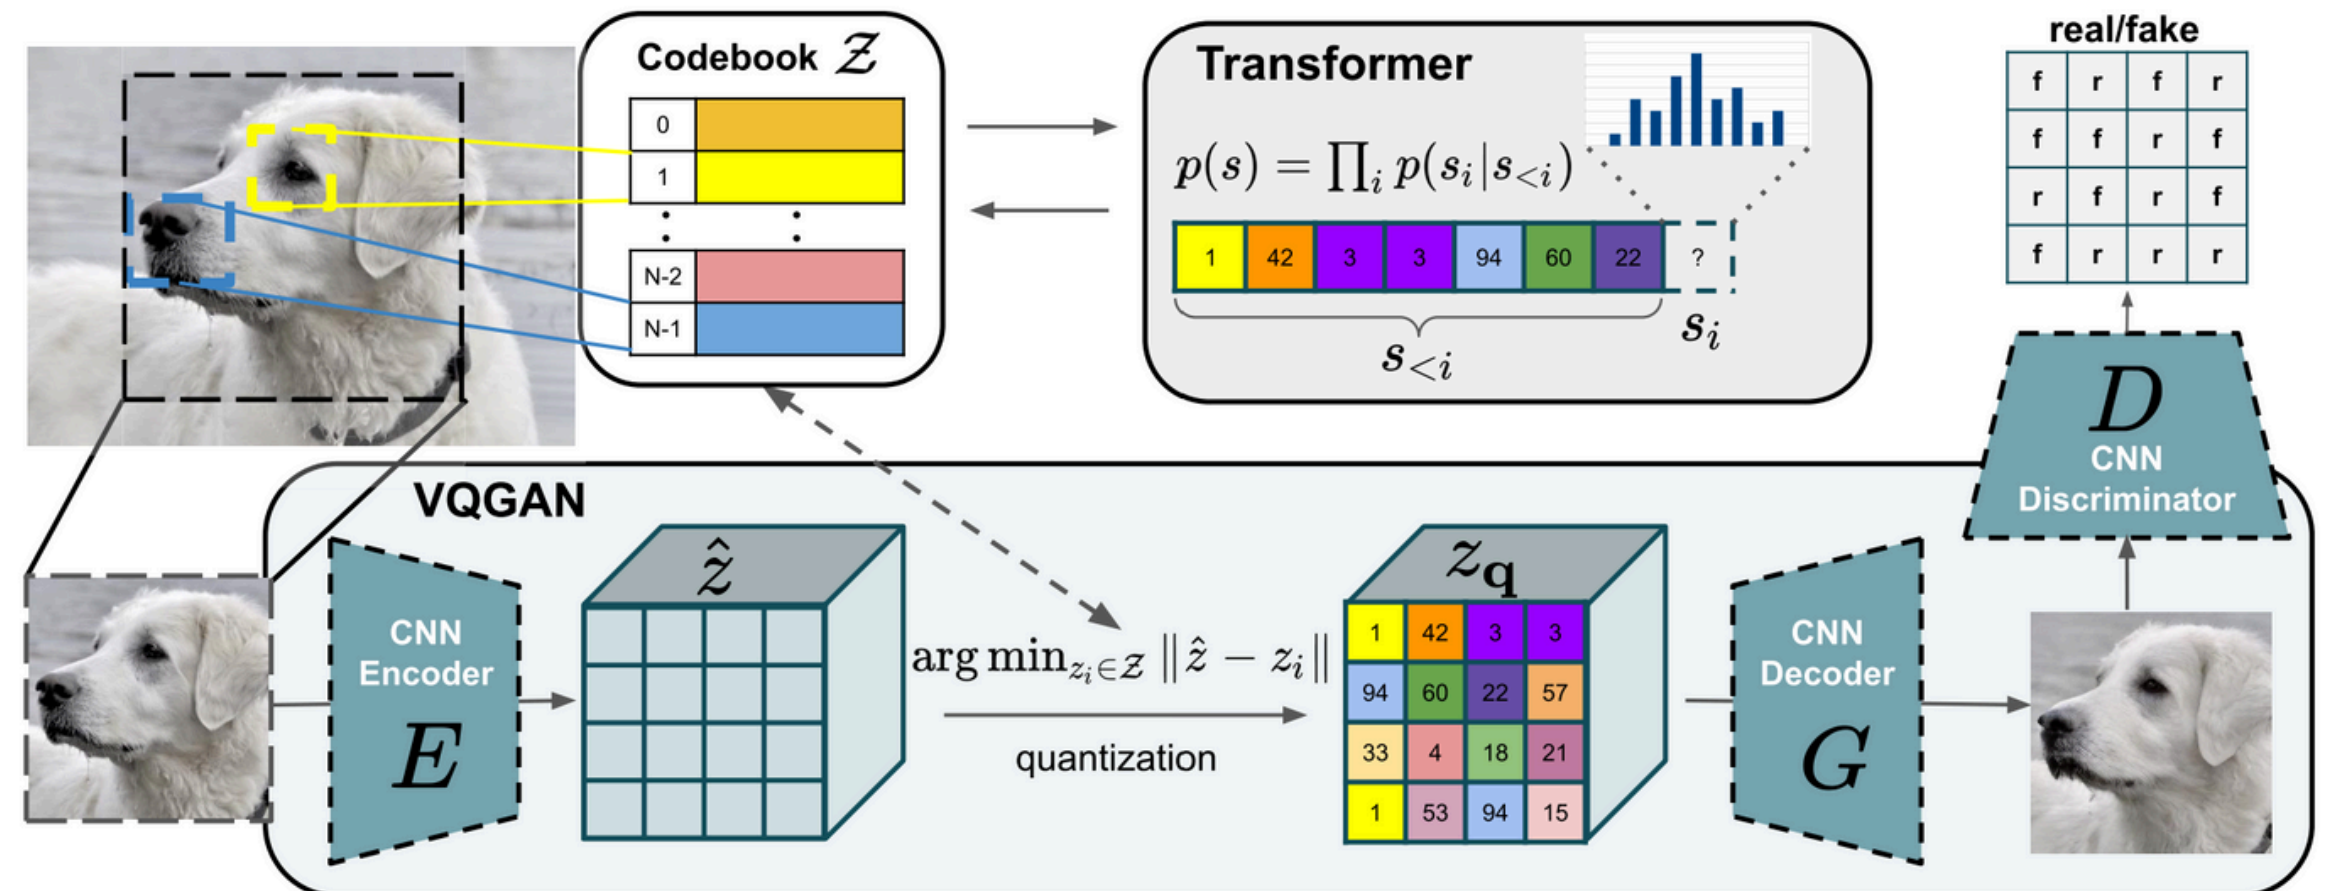 Codebook 𝒵
0
1
N-2
N-1
Transformer
p(s) = ∏ᵢ p(sᵢ|s<ᵢ)
1 42 3 3 94 60 22 ?
s<ᵢ
sᵢ
real/fake
f r f r
f f r f
r f r f
f r r r
D
CNN
Discriminator
VQGAN
CNN
Encoder
E
ẑ
arg min_{zᵢ∈𝒵} ‖ẑ − zᵢ‖
quantization
z_𝐪
1 42 3 3
94 60 22 57
33 4 18 21
1 53 94 15
CNN
Decoder
G